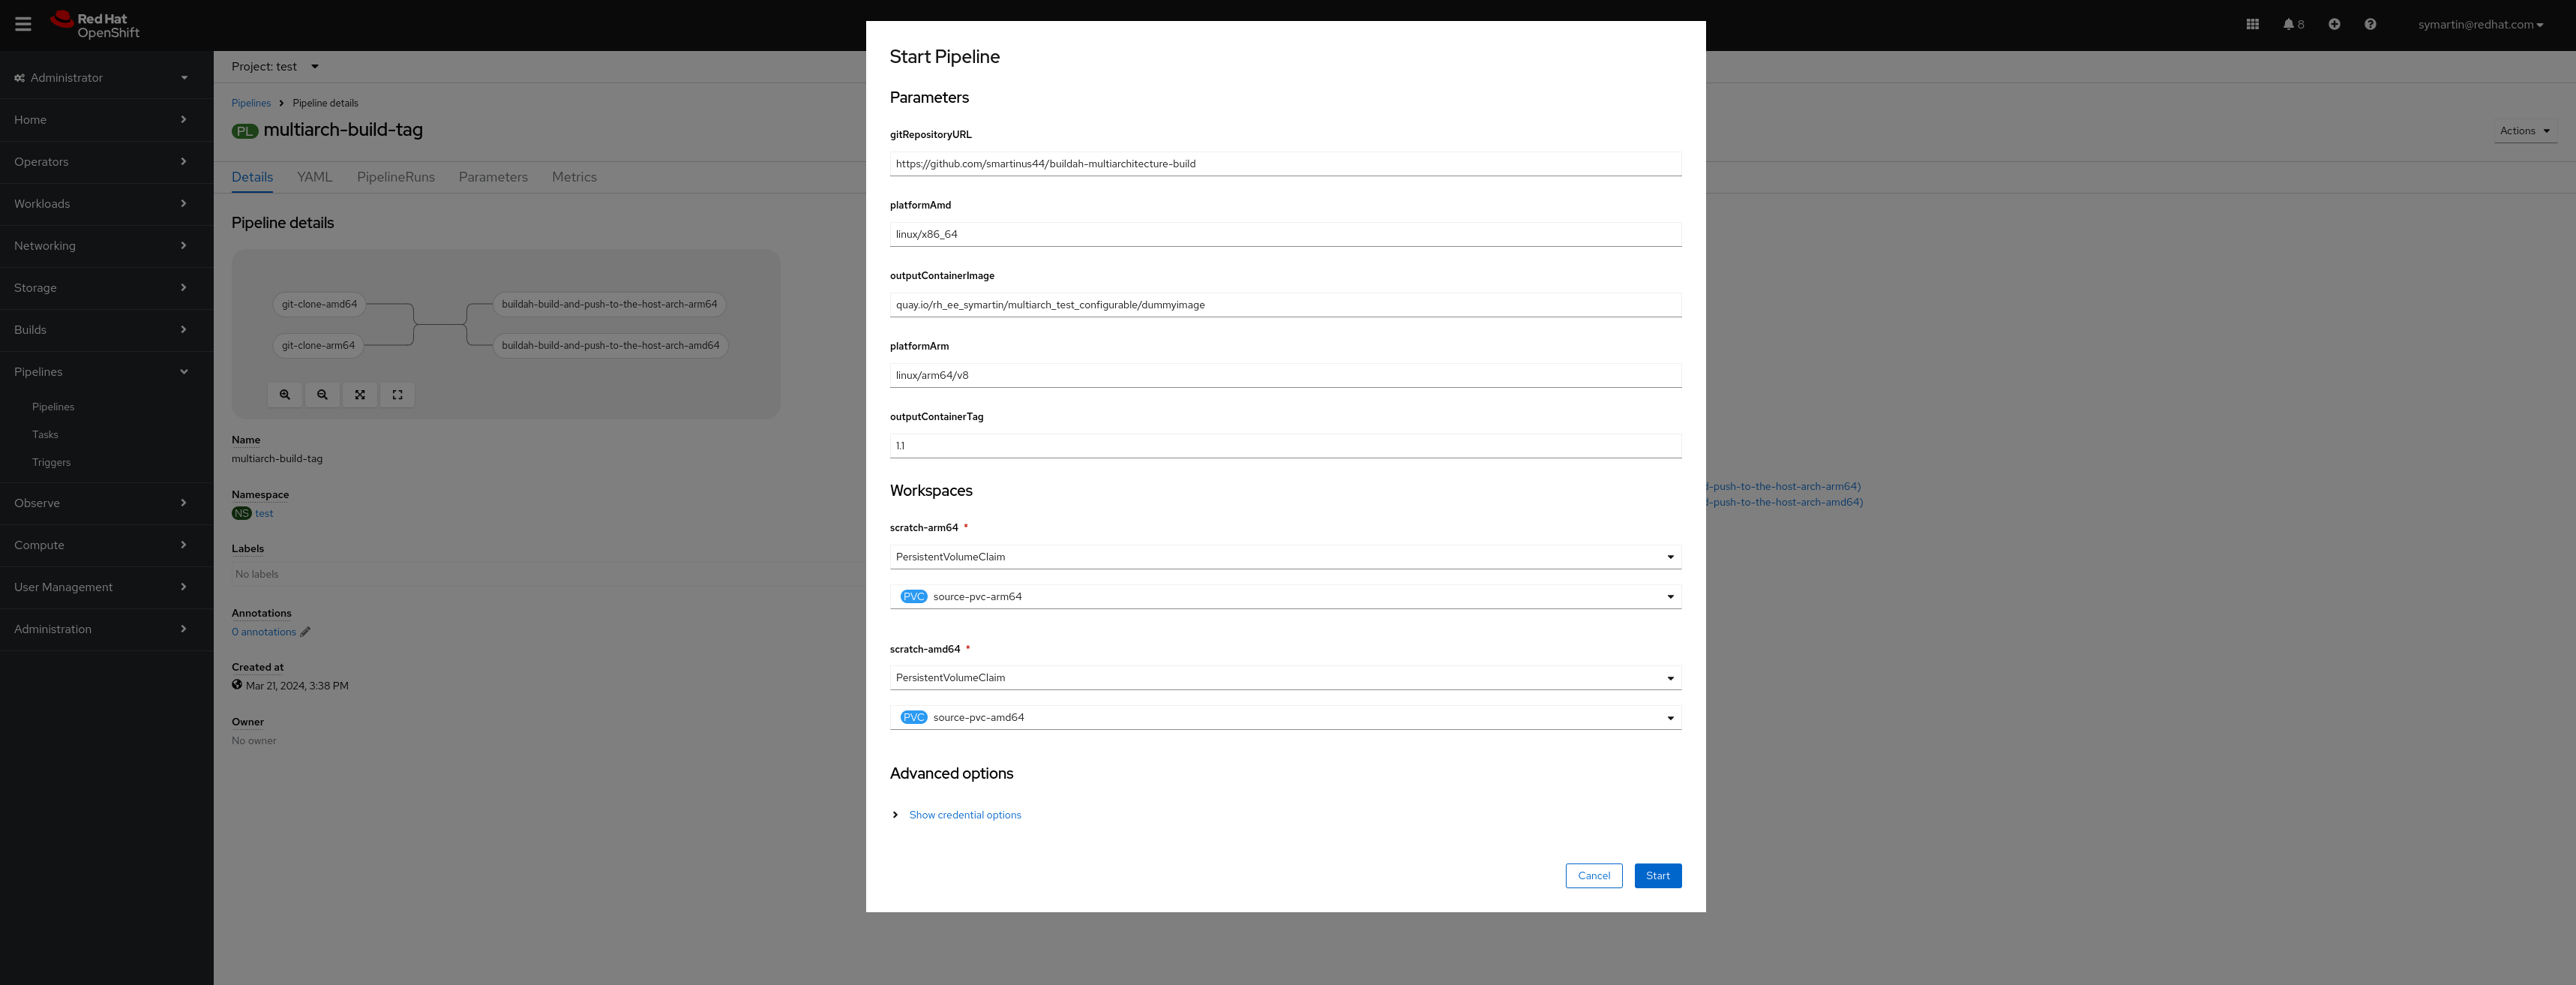 Red Hat
OpenShift
8
symartin@redhat.com
Administrator
Home
Operators
Workloads
Networking
Storage
Builds
Pipelines
Pipelines
Tasks
Triggers
Observe
Compute
User Management
Administration
Project: test
Pipelines > Pipeline details
PL multiarch-build-tag
Actions
Details YAML PipelineRuns Parameters Metrics
Pipeline details
git-clone-amd64
buildah-build-and-push-to-the-host-arch-arm64
git-clone-arm64
buildah-build-and-push-to-the-host-arch-amd64
Name
multiarch-build-tag
Namespace
NS test
Labels
No labels
Annotations
0 annotations
Created at
Mar 21, 2024, 3:38 PM
Owner
No owner
Start Pipeline
Parameters
gitRepositoryURL
https://github.com/smartinus44/buildah-multiarchitecture-build
platformAmd
linux/x86_64
outputContainerImage
quay.io/rh_ee_symartin/multiarch_test_configurable/dummyimage
platformArm
linux/arm64/v8
outputContainerTag
1.1
Workspaces
scratch-arm64 *
PersistentVolumeClaim
PVC source-pvc-arm64
scratch-amd64 *
PersistentVolumeClaim
PVC source-pvc-amd64
Advanced options
Show credential options
Cancel Start
-push-to-the-host-arch-arm64)
-push-to-the-host-arch-amd64)